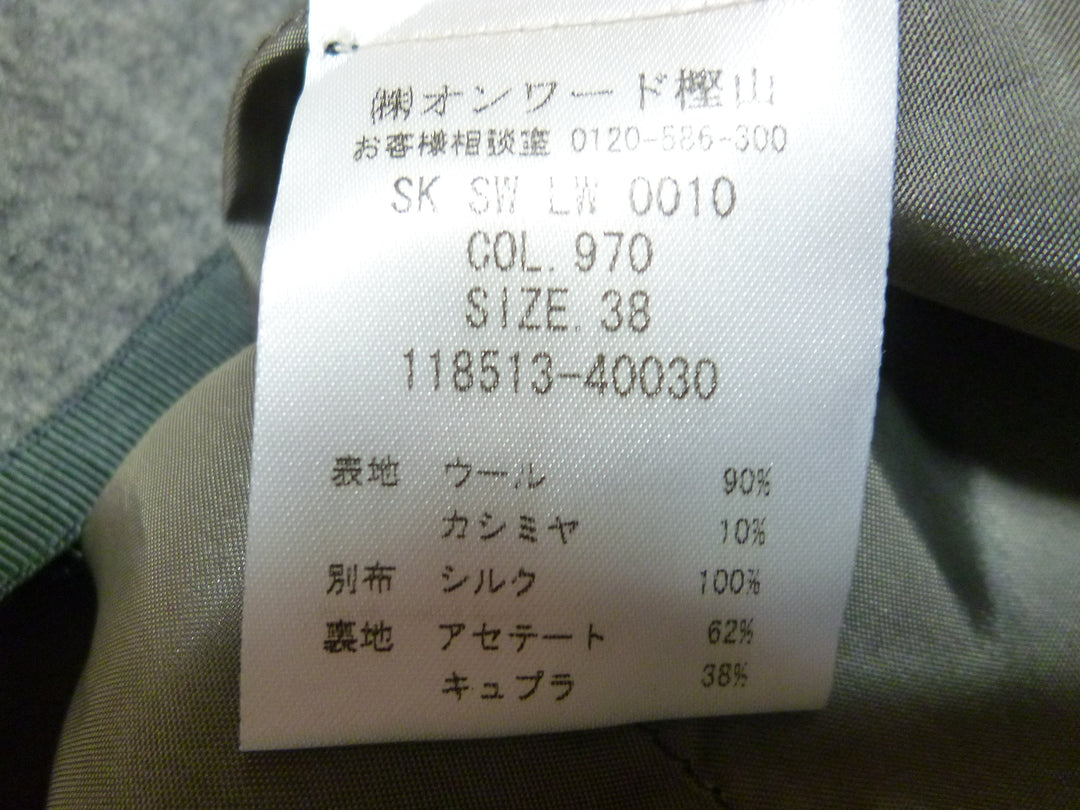 ㈱オンワード樫山
お客様相談室 0120-586-300
SK SW LW 0010
COL.970
SIZE.38
118513-40030
表地 ウール 90%
カシミヤ 10%
別布 シルク 100%
裏地 アセテート 62%
キュプラ 38%